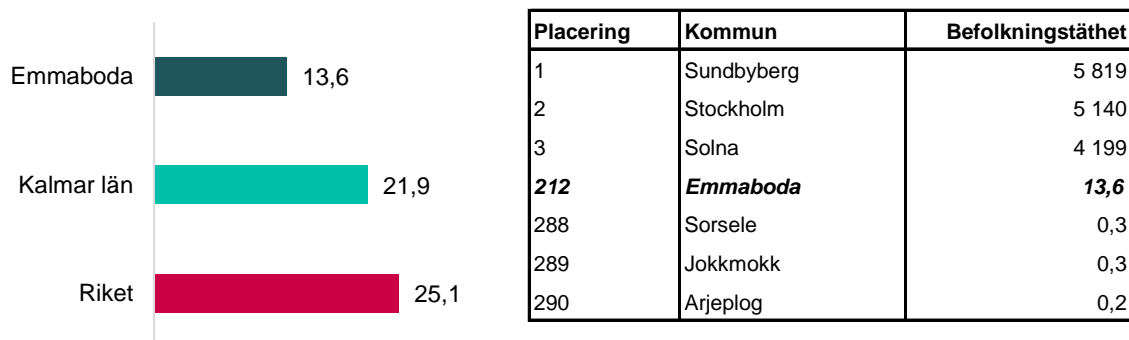 Emmaboda 13,6
Kalmar län 21,9
Riket 25,1
Placering Kommun Befolkningstäthet
1 Sundbyberg 5 819
2 Stockholm 5 140
3 Solna 4 199
212 Emmaboda 13,6
288 Sorsele 0,3
289 Jokkmokk 0,3
290 Arjeplog 0,2